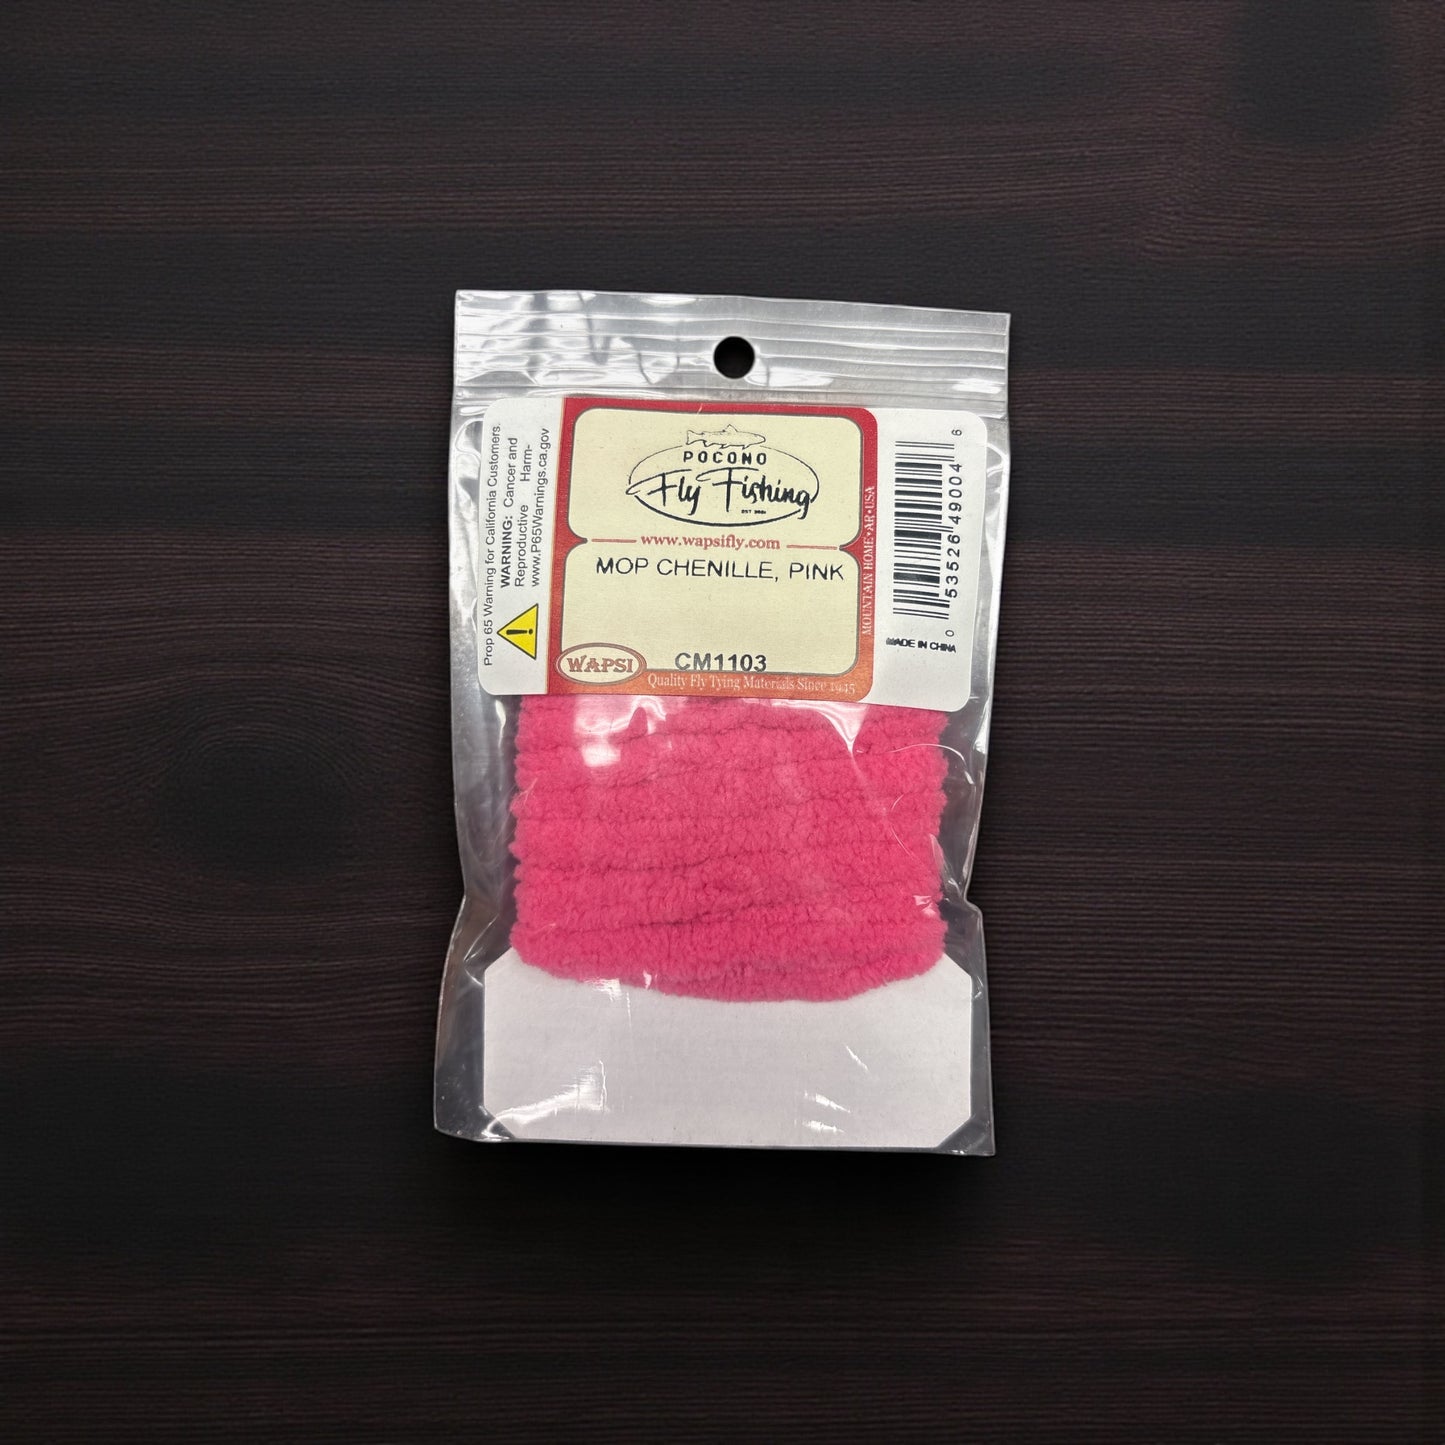 Prop 65 Warning for California Customers.
WARNING: Cancer and
Reproductive Harm-
www.P65Warnings.ca.gov
POCONO
Fly Fishing
EST 2021
www.wapsifly.com
MOP CHENILLE, PINK
WAPSI
CM1103
Quality Fly Tying Materials Since 1945
MOUNTAIN HOME•AR•USA
0 53526 49004 6
MADE IN CHINA